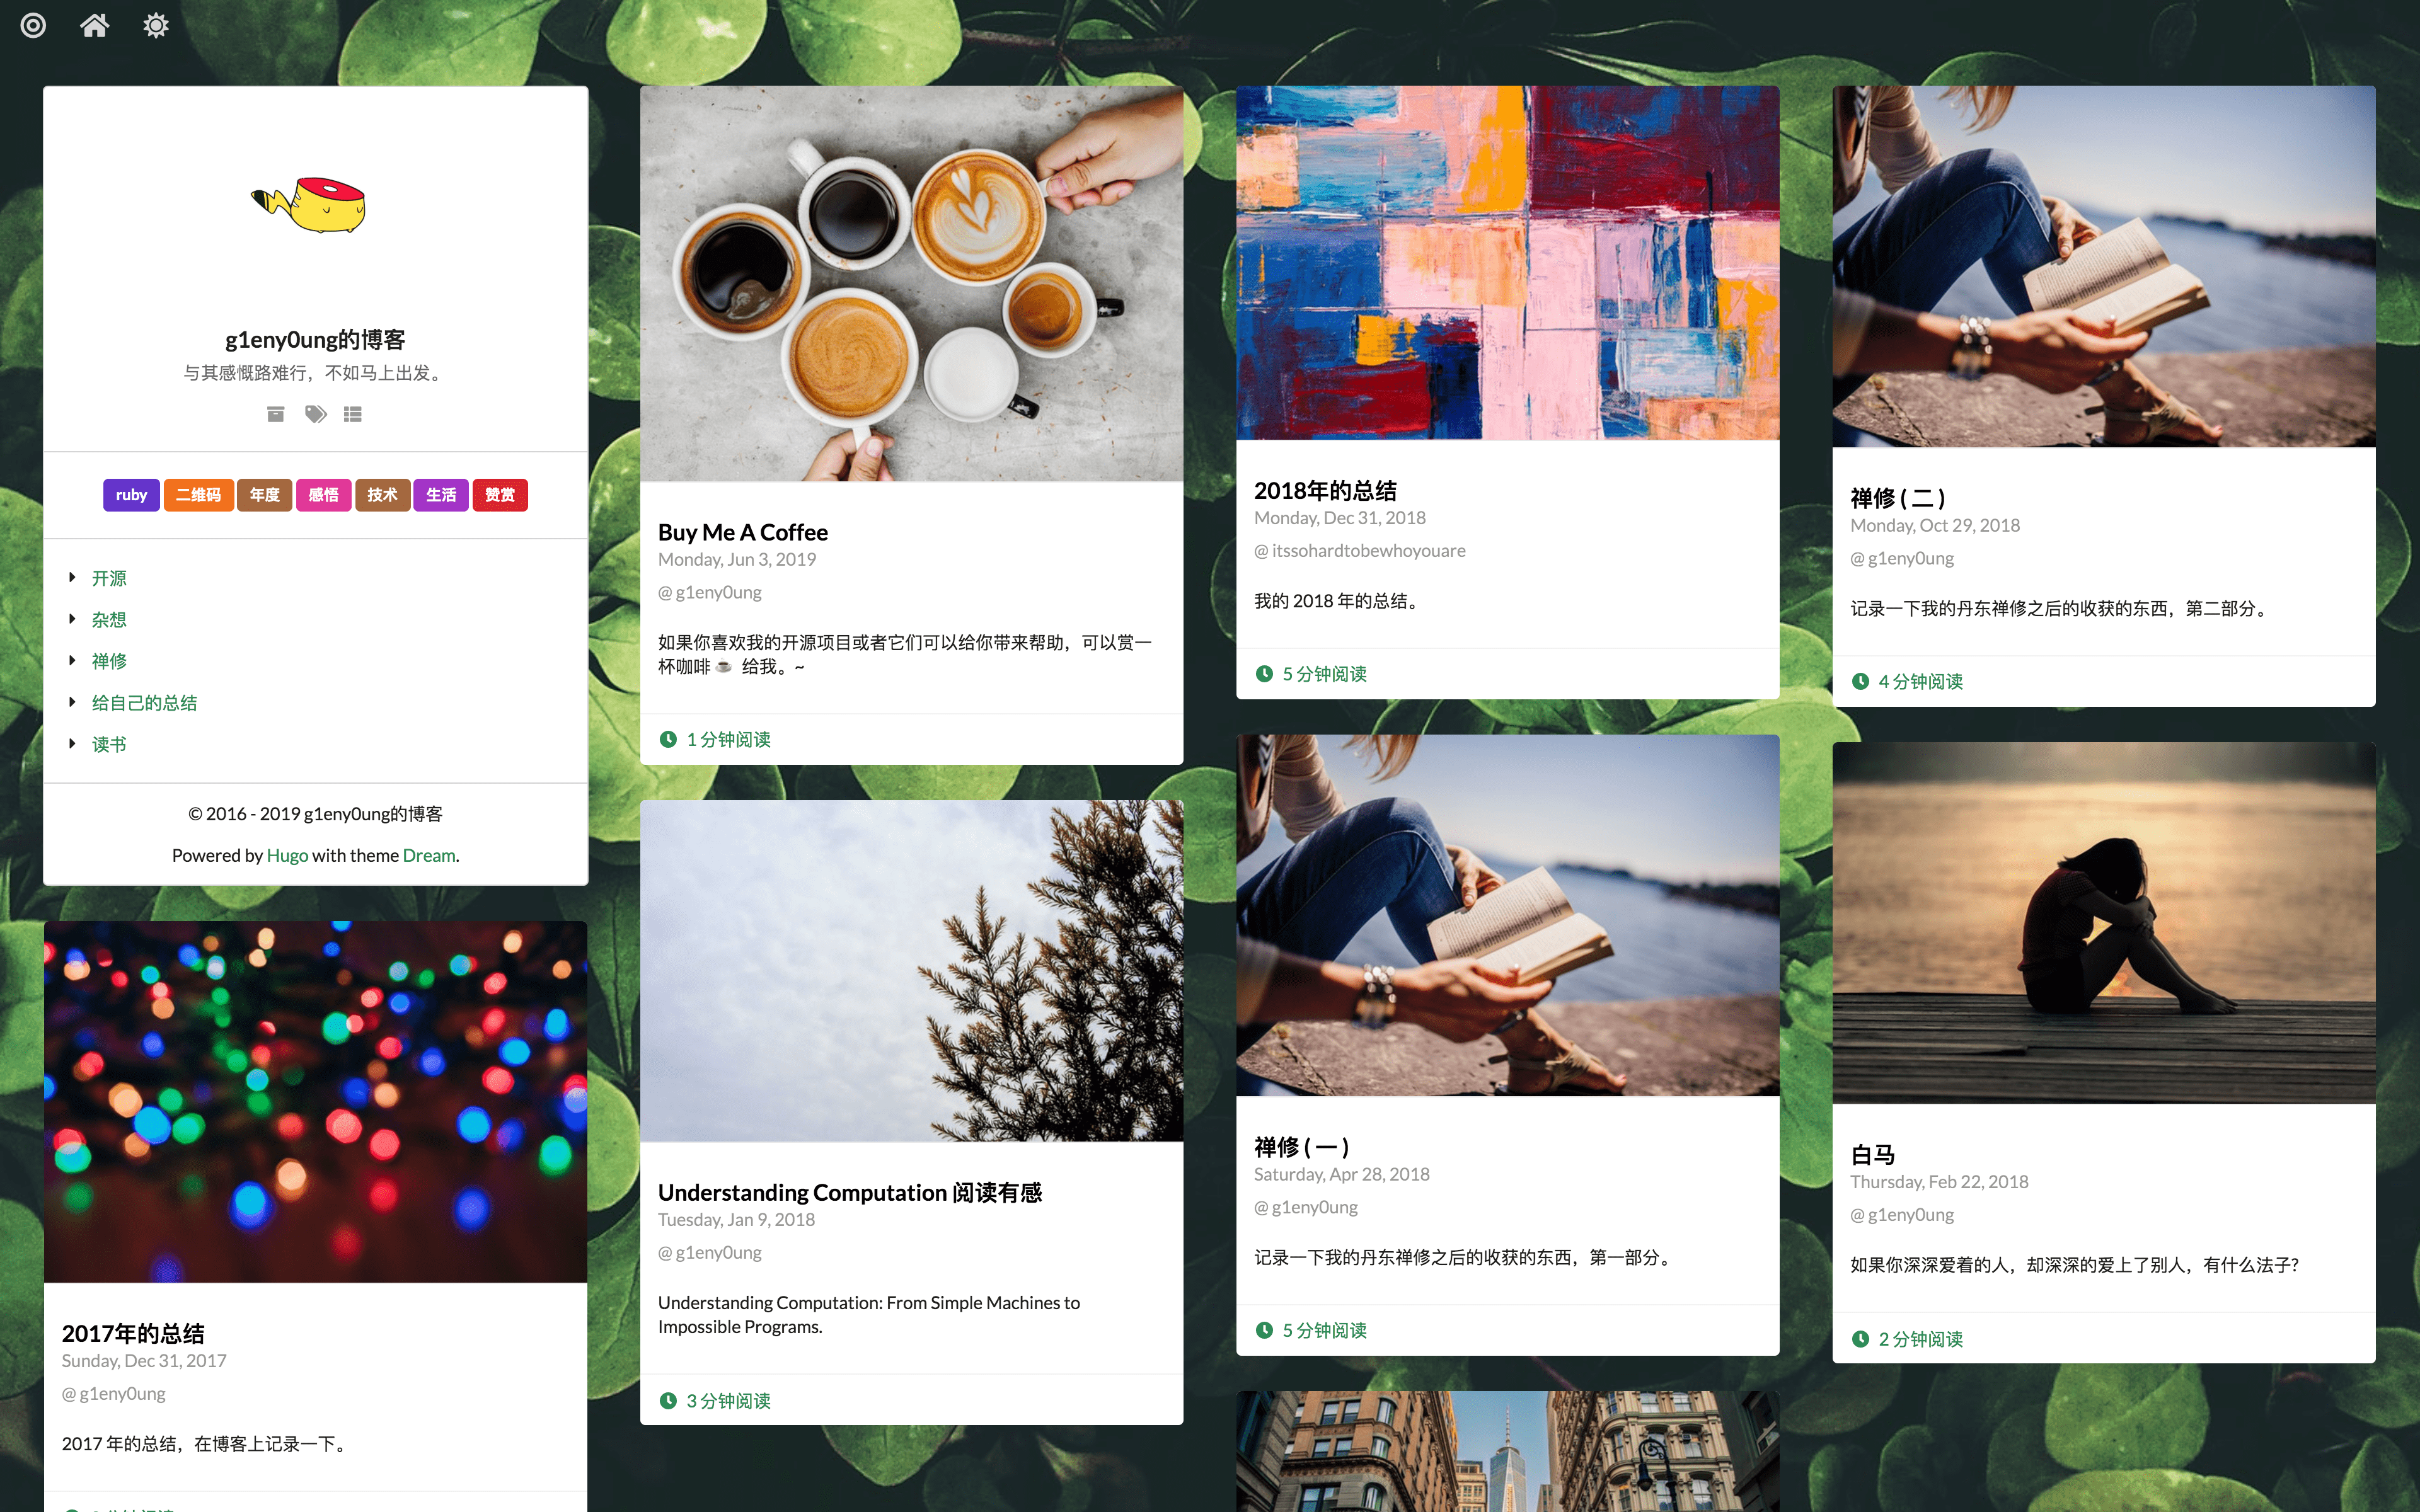 g1eny0ung的博客
与其感慨路难行，不如马上出发。
ruby 二维码 年度 感悟 技术 生活 赞赏
开源
杂想
禅修
给自己的总结
读书
© 2016 - 2019 g1eny0ung的博客
Powered by Hugo with theme Dream.
2017年的总结
Sunday, Dec 31, 2017
@ g1eny0ung
2017 年的总结，在博客上记录一下。
Buy Me A Coffee
Monday, Jun 3, 2019
@ g1eny0ung
如果你喜欢我的开源项目或者它们可以给你带来帮助，可以赏一
杯咖啡☕ 给我。~
1 分钟阅读
Understanding Computation 阅读有感
Tuesday, Jan 9, 2018
@ g1eny0ung
Understanding Computation: From Simple Machines to
Impossible Programs.
3 分钟阅读
2018年的总结
Monday, Dec 31, 2018
@ itssohardtobewhoyouare
我的 2018 年的总结。
5 分钟阅读
禅修 ( 一 )
Saturday, Apr 28, 2018
@ g1eny0ung
记录一下我的丹东禅修之后的收获的东西，第一部分。
5 分钟阅读
禅修 ( 二 )
Monday, Oct 29, 2018
@ g1eny0ung
记录一下我的丹东禅修之后的收获的东西，第二部分。
4 分钟阅读
白马
Thursday, Feb 22, 2018
@ g1eny0ung
如果你深深爱着的人，却深深的爱上了别人，有什么法子?
2 分钟阅读